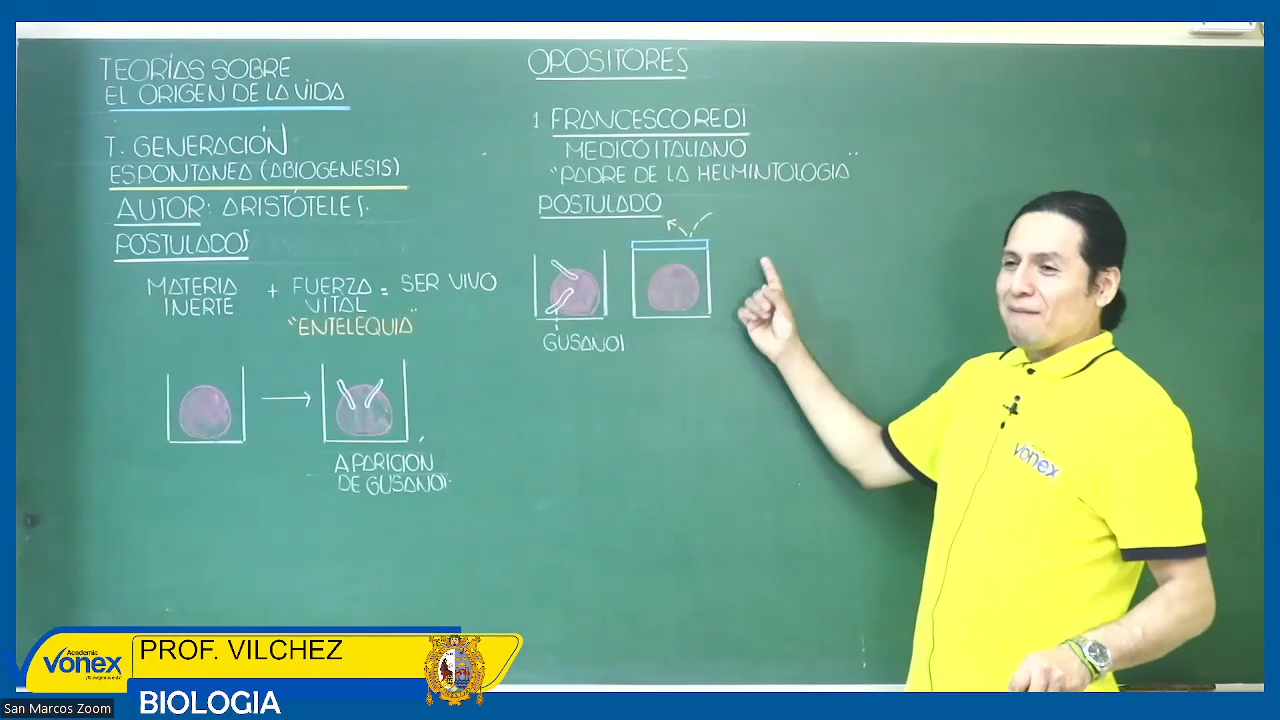 TEORÍAS SOBRE
EL ORIGEN DE LA VIDA
T. GENERACIÓN
ESPONTANEA (ABIOGENESIS)
AUTOR: ARISTÓTELES.
POSTULADOS
MATERIA
INERTE
+ FUERZA = SER VIVO
VITAL
"ENTELEQUIA"
APARICION
DE GUSANOS
OPOSITORES
1 FRANCESCO REDI
MEDICO ITALIANO
"PADRE DE LA HELMINTOLOGIA"
POSTULADO
GUSANOS
Vonex
Academia
Vonex
PROF. VILCHEZ
BIOLOGIA
San Marcos Zoom